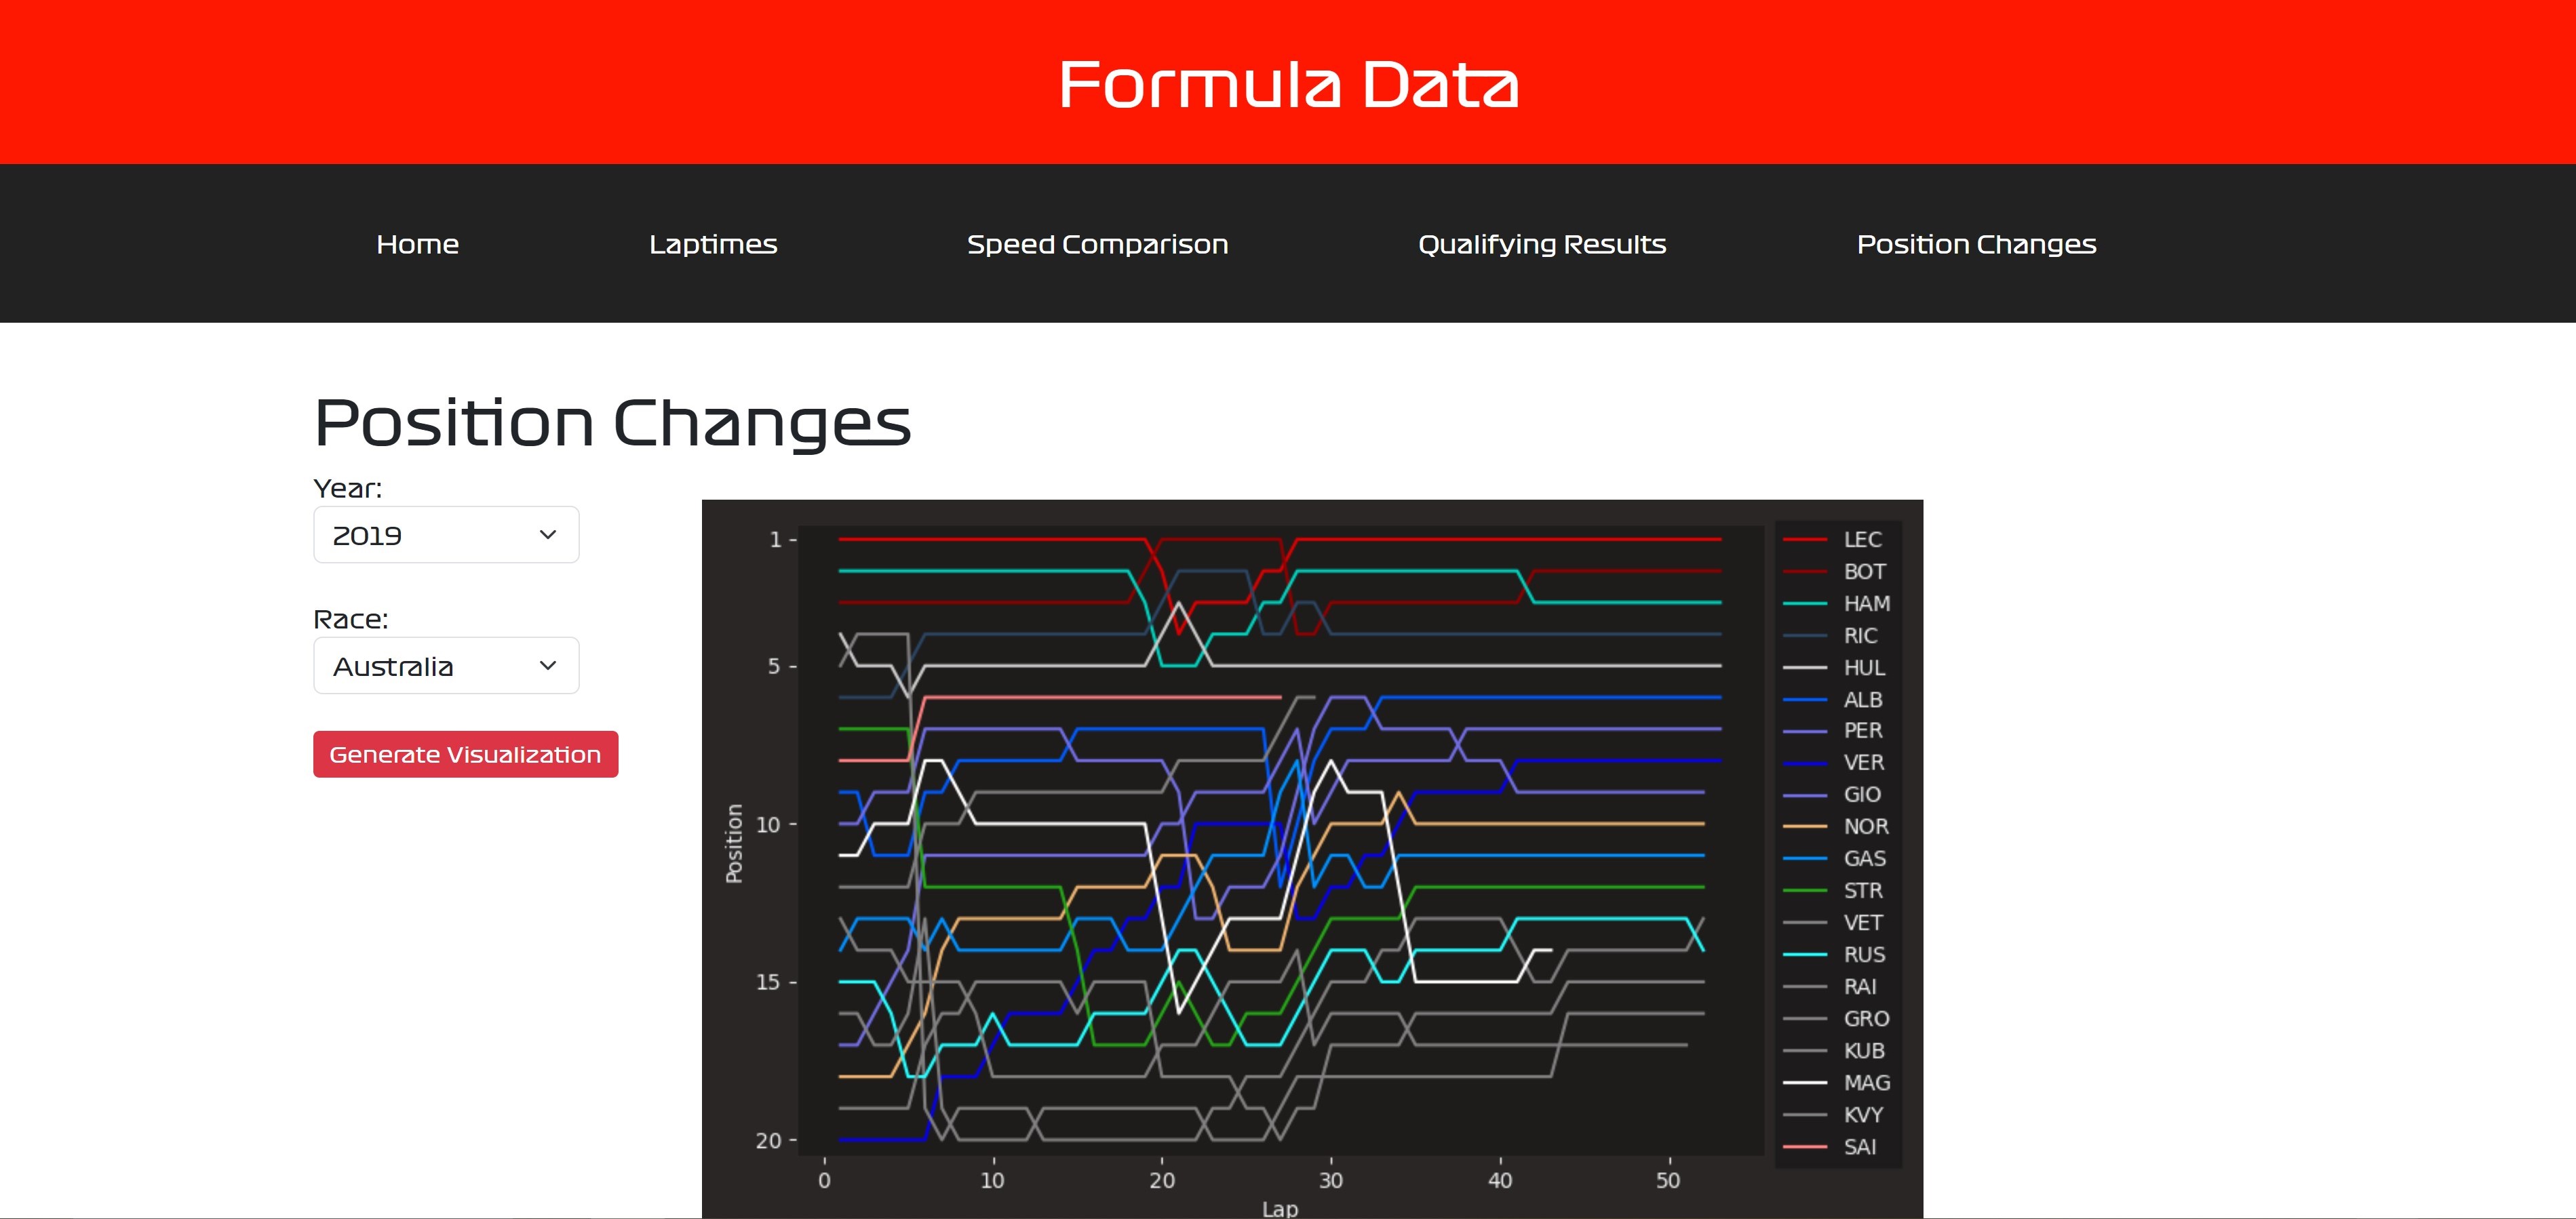 Formula Data
Home Laptimes Speed Comparison Qualifying Results Position Changes
Position Changes
Year:
2019
Race:
Australia
Generate Visualization
Position
1
5
10
15
20
0 10 20 30 40 50
Lap
LEC
BOT
HAM
RIC
HUL
ALB
PER
VER
GIO
NOR
GAS
STR
VET
RUS
RAI
GRO
KUB
MAG
KVY
SAI